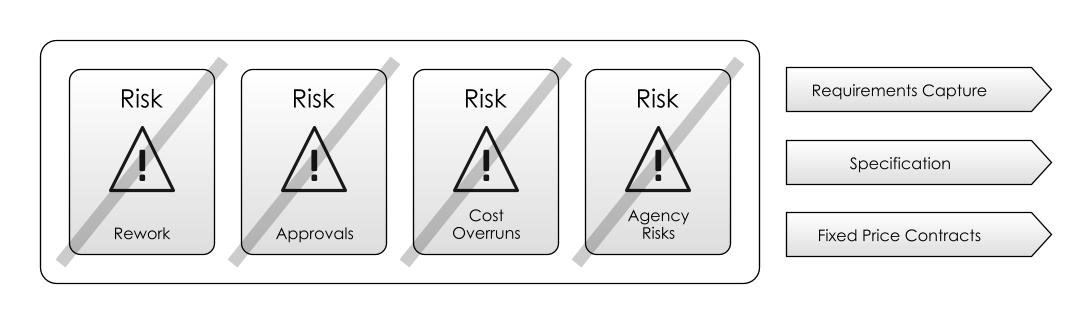 Risk
!
Rework
Risk
!
Approvals
Risk
!
Cost
Overruns
Risk
!
Agency
Risks
Requirements Capture
Specification
Fixed Price Contracts